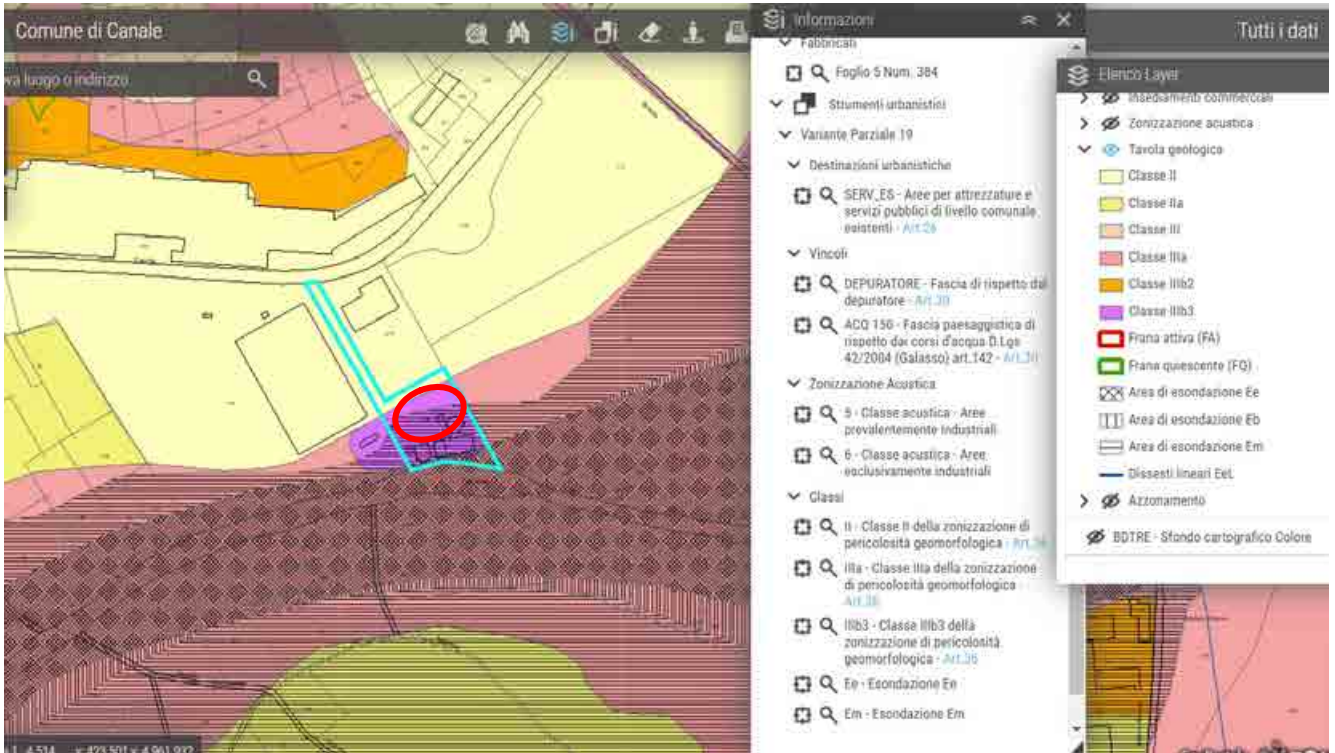 Comune di Canale
va luogo o indirizzo
Informazioni
Fabbricati
Foglio 5 Num. 384
Strumenti urbanistici
Variante Parziale 19
Destinazioni urbanistiche
SERV_ES - Aree per attrezzature e
servizi pubblici di livello comunale
esistenti - Art.26
Vincoli
DEPURATORE - Fascia di rispetto dal
depuratore - Art.30
ACQ 150 - Fascia paesaggistica di
rispetto dai corsi d'acqua D.Lgs
42/2004 (Galasso) art.142 - Art.30
Zonizzazione Acustica
5 - Classe acustica - Aree
prevalentemente industriali
6 - Classe acustica - Aree
esclusivamente industriali
Classi
II - Classe II della zonizzazione di
pericolosità geomorfologica - Art.36
IIIa - Classe IIIa della zonizzazione
di pericolosità geomorfologica
Art.36
IIIb3 - Classe IIIb3 della
zonizzazione di pericolosità
geomorfologica - Art.36
Ee - Esondazione Ee
Em - Esondazione Em
Tutti i dati
Elenco Layer
Insediamenti commerciali
Zonizzazione acustica
Tavola geologico
Classe II
Classe IIa
Classe III
Classe IIIa
Classe IIIb2
Classe IIIb3
Frana attiva (FA)
Frana quiescente (FQ)
Area di esondazione Ee
Area di esondazione Eb
Area di esondazione Em
Dissesti lineari EeL
Azzonamento
BDTRE - Sfondo cartografico Colore